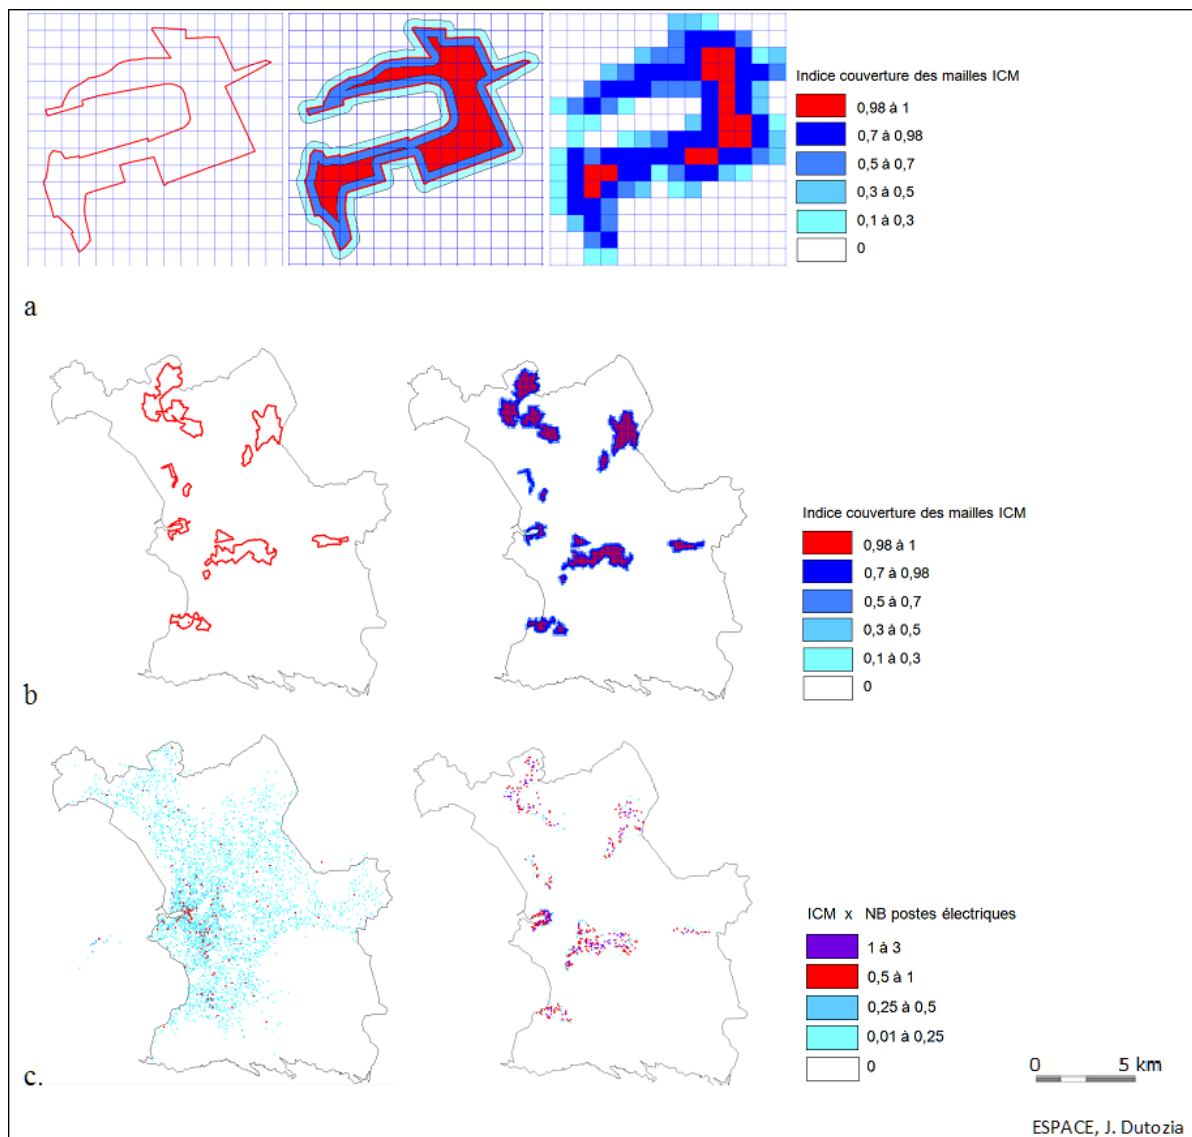 Indice couverture des mailles ICM
0,98 à 1
0,7 à 0,98
0,5 à 0,7
0,3 à 0,5
0,1 à 0,3
0
a
Indice couverture des mailles ICM
0,98 à 1
0,7 à 0,98
0,5 à 0,7
0,3 à 0,5
0,1 à 0,3
0
b
ICM x NB postes électriques
1 à 3
0,5 à 1
0,25 à 0,5
0,01 à 0,25
0
c.
0 5 km
ESPACE, J. Dutozia